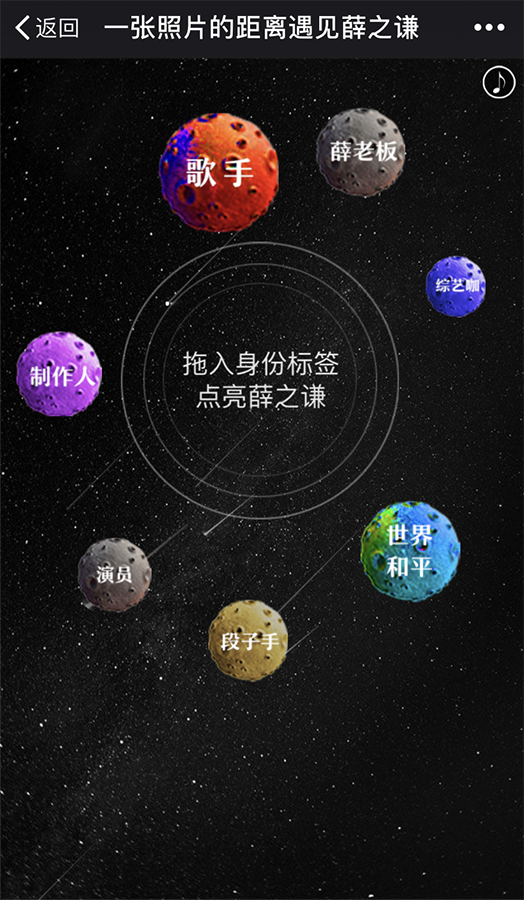 返回
一张照片的距离遇见薛之谦
歌手
薛老板
综艺咖
拖入身份标签
点亮薛之谦
制作人
世界
和平
演员
段子手